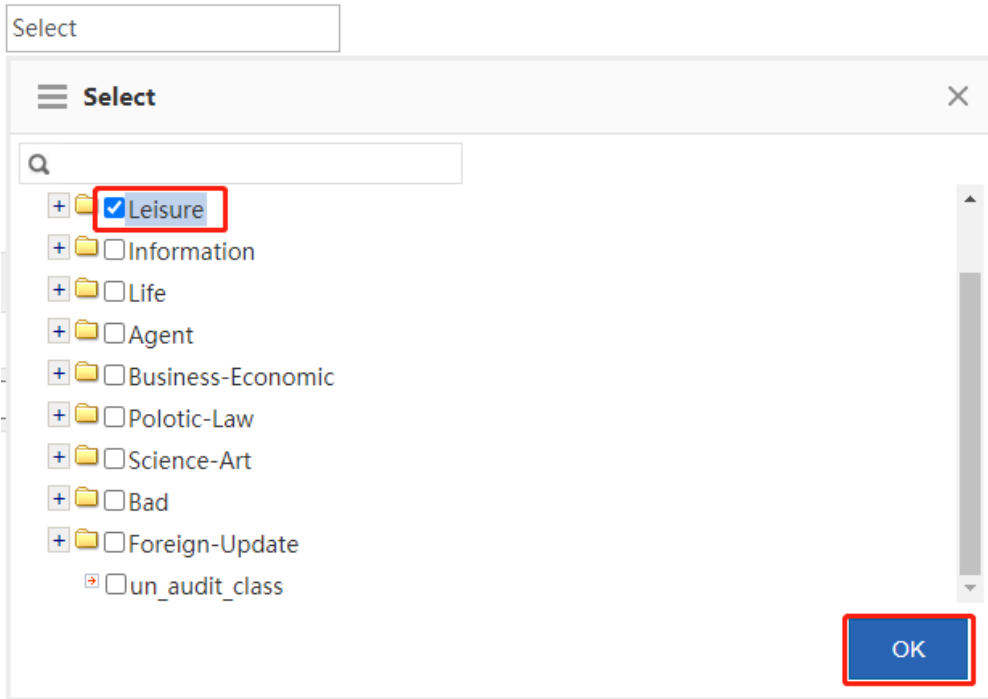 Select
Select
Leisure
Information
Life
Agent
Business-Economic
Polotic-Law
Science-Art
Bad
Foreign-Update
un_audit_class
OK